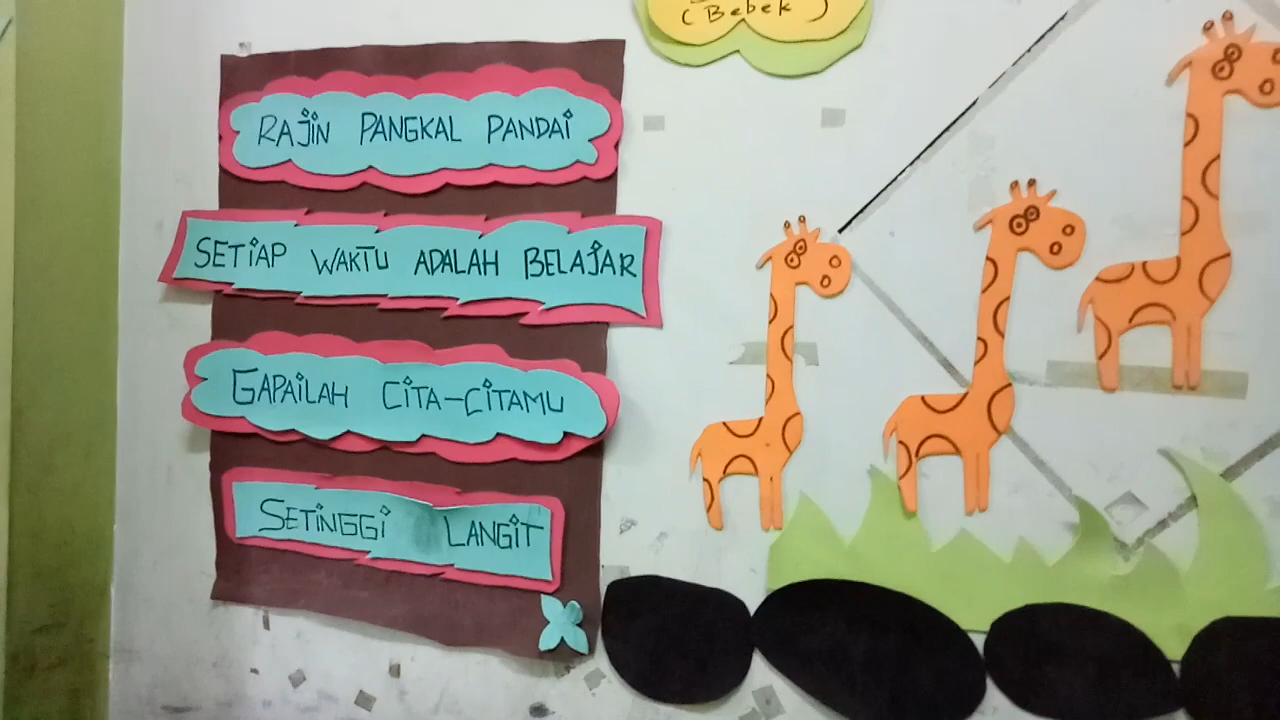 (Bebek)
RAJIN PANGKAL PANDAI
SETIAP WAKTU ADALAH BELAJAR
GAPAILAH CITA-CITAMU
SETINGGI LANGIT